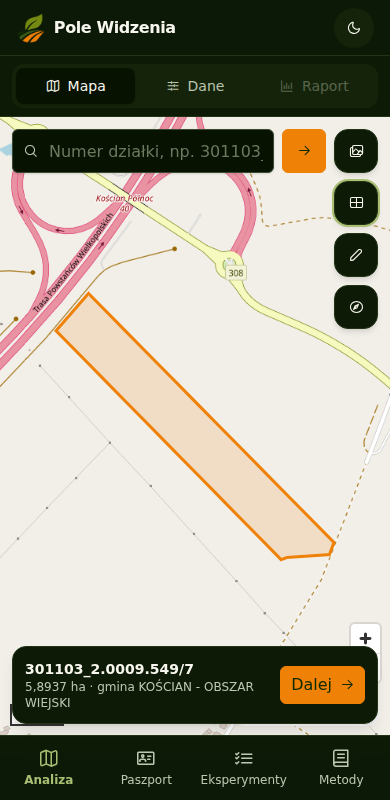 Pole Widzenia
Mapa
Dane
Raport
Numer działki, np. 301103_
Kościan Północ
40
Trasa Powstańców Wielkopolskich
308
+
301103_2.0009.549/7
5,8937 ha · gmina KOŚCIAN - OBSZAR
WIEJSKI
Dalej →
Analiza
Paszport
Eksperymenty
Metody